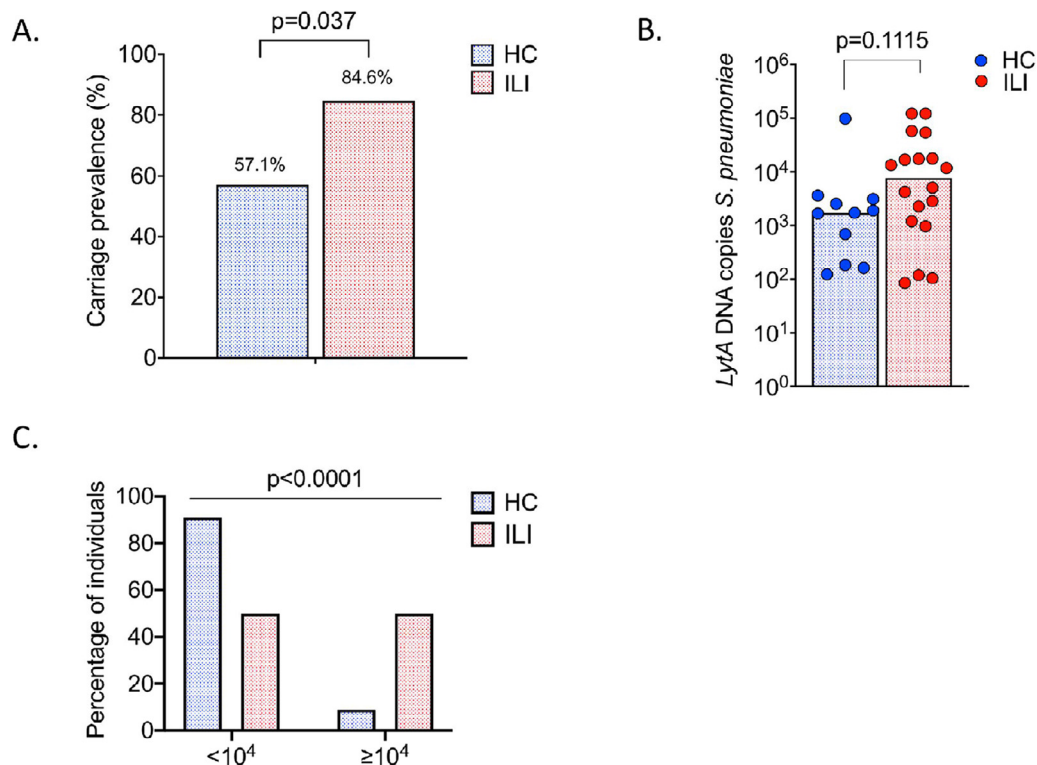 A.
p=0.037
HC
ILI
84.6%
57.1%
100
80
60
40
20
0
Carriage prevalence (%)
B.
p=0.1115
HC
ILI
10⁶
10⁵
10⁴
10³
10²
10¹
10⁰
LytA DNA copies S. pneumoniae
C.
p<0.0001
HC
ILI
100
80
60
40
20
0
Percentage of individuals
<10⁴ ≥10⁴